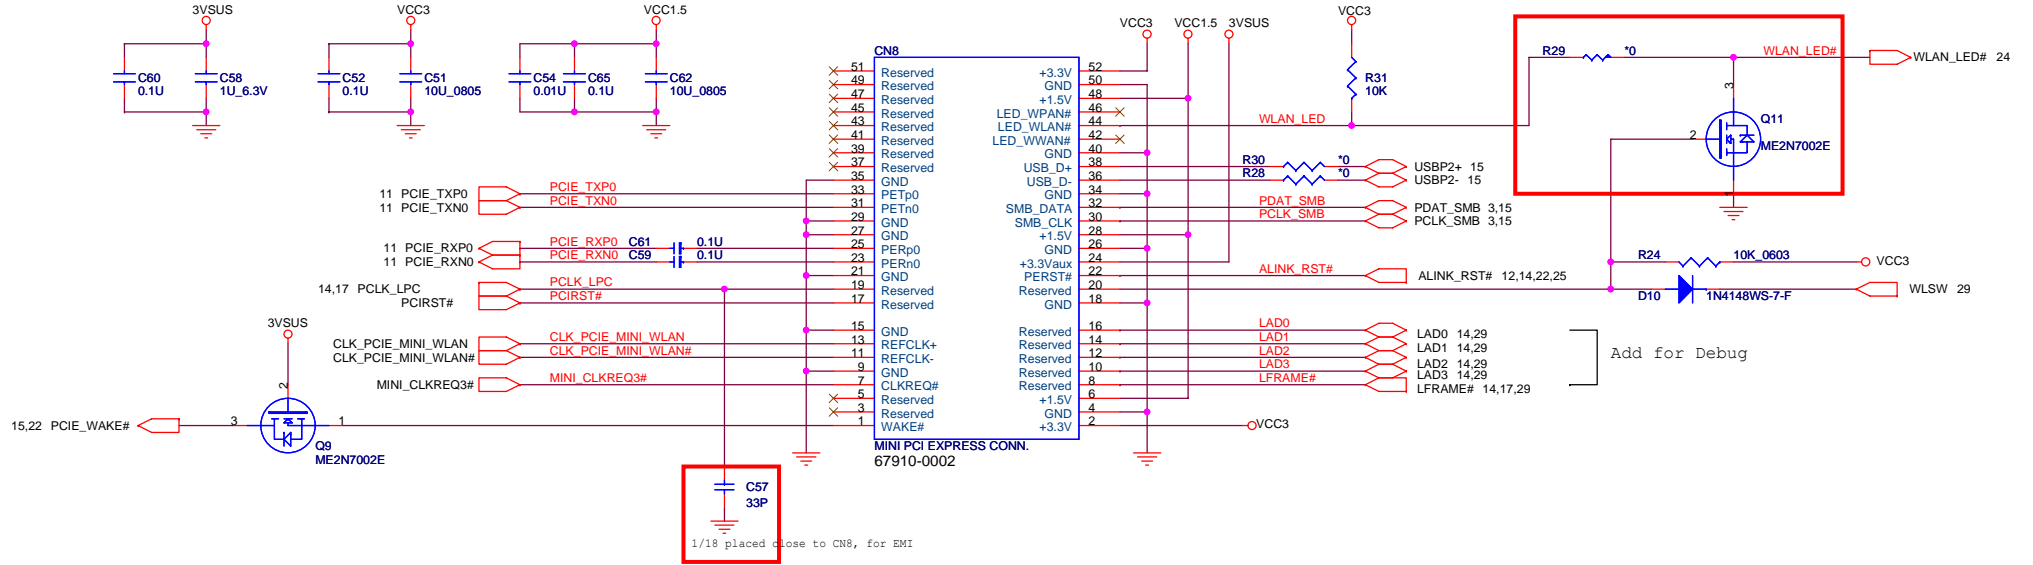 3VSUS
VCC3
VCC1.5
C60
0.1U
C58
1U_6.3V
C52
0.1U
C51
10U_0805
C54
0.01U
C65
0.1U
C62
10U_0805
VCC3
VCC1.5
3VSUS
VCC3
R31
10K
R29
*0
WLAN_LED#
WLAN_LED# 24
3
2
1
Q11
ME2N7002E
CN8
51 Reserved
49 Reserved
47 Reserved
45 Reserved
43 Reserved
41 Reserved
39 Reserved
37 Reserved
35 GND
33 PETp0
31 PETn0
29 GND
27 GND
25 PERp0
23 PERn0
21 GND
19 Reserved
17 Reserved
15 GND
13 REFCLK+
11 REFCLK-
9 GND
7 CLKREQ#
5 Reserved
3 Reserved
1 WAKE#
+3.3V 52
GND 50
+1.5V 48
LED_WPAN# 46
LED_WLAN# 44
LED_WWAN# 42
GND 40
USB_D+ 38
USB_D- 36
GND 34
SMB_DATA 32
SMB_CLK 30
+1.5V 28
GND 26
+3.3Vaux 24
PERST# 22
Reserved 20
GND 18
Reserved 16
Reserved 14
Reserved 12
Reserved 10
Reserved 8
+1.5V 6
GND 4
+3.3V 2
MINI PCI EXPRESS CONN.
67910-0002
11 PCIE_TXP0
PCIE_TXP0
11 PCIE_TXN0
PCIE_TXN0
11 PCIE_RXP0
PCIE_RXP0
C61
0.1U
11 PCIE_RXN0
PCIE_RXN0
C59
0.1U
14,17 PCLK_LPC
PCLK_LPC
PCIRST#
PCIRST#
CLK_PCIE_MINI_WLAN
CLK_PCIE_MINI_WLAN
CLK_PCIE_MINI_WLAN#
CLK_PCIE_MINI_WLAN#
MINI_CLKREQ3#
MINI_CLKREQ3#
3VSUS
2
15,22 PCIE_WAKE#
3
1
Q9
ME2N7002E
C57
33P
1/18 placed close to CN8, for EMI
WLAN_LED
R30
*0
USBP2+ 15
R28
*0
USBP2- 15
PDAT_SMB
PDAT_SMB 3,15
PCLK_SMB
PCLK_SMB 3,15
ALINK_RST#
ALINK_RST# 12,14,22,25
R24
10K_0603
VCC3
D10
1N4148WS-7-F
WLSW 29
LAD0
LAD0 14,29
LAD1
LAD1 14,29
LAD2
LAD2 14,29
LAD3
LAD3 14,29
LFRAME#
LFRAME# 14,17,29
Add for Debug
VCC3